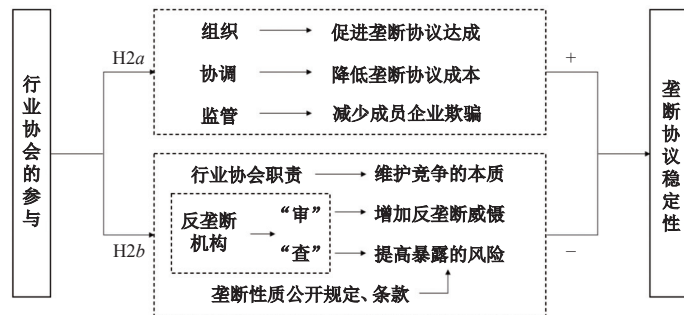 行业协会的参与
H2a
H2b
组织
促进垄断协议达成
协调
降低垄断协议成本
监管
减少成员企业欺骗
行业协会职责
维护竞争的本质
反垄断
机构
“审”
增加反垄断威慑
“查”
提高暴露的风险
垄断性质公开规定、条款
+
−
垄断协议稳定性